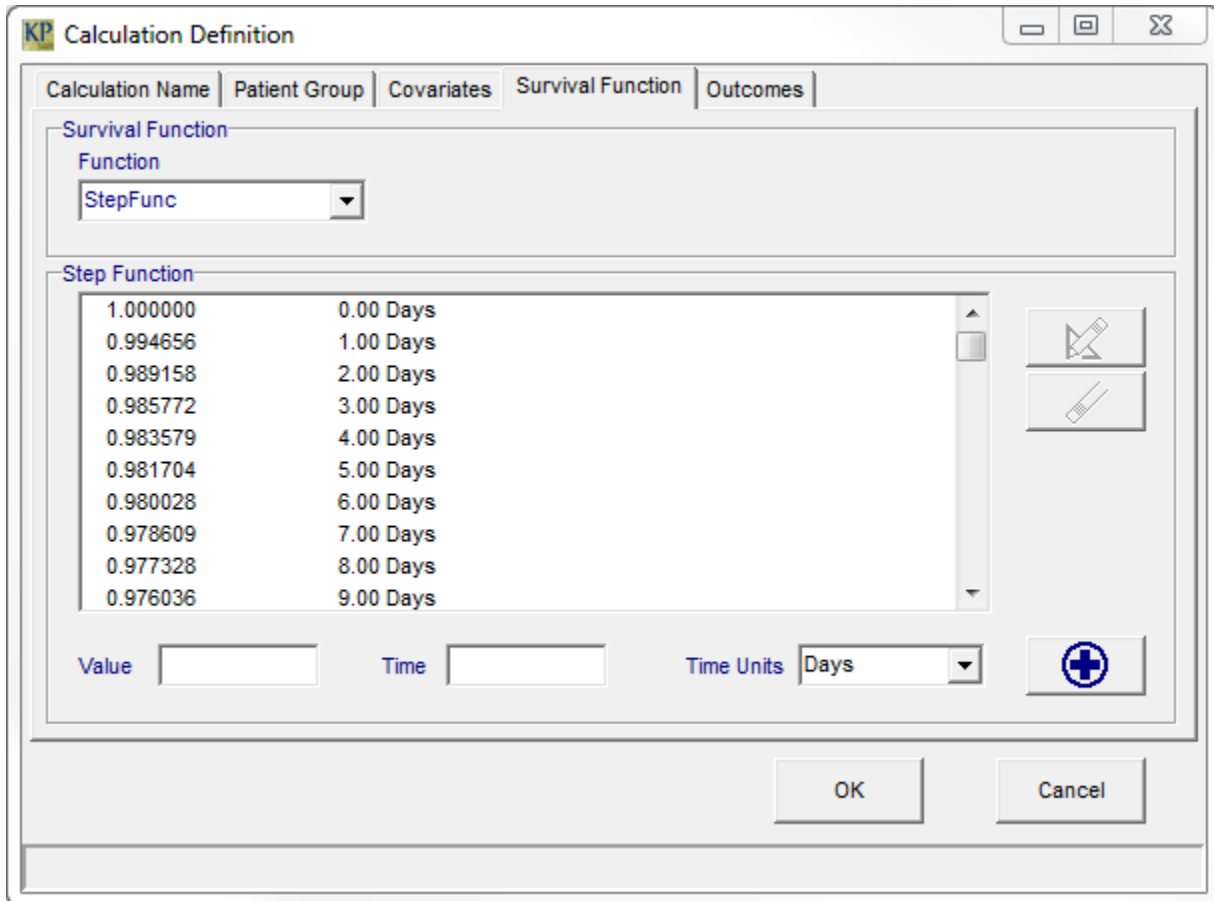 KP Calculation Definition
Calculation Name Patient Group Covariates Survival Function Outcomes
Survival Function
Function
StepFunc
Step Function
1.000000 0.00 Days
0.994656 1.00 Days
0.989158 2.00 Days
0.985772 3.00 Days
0.983579 4.00 Days
0.981704 5.00 Days
0.980028 6.00 Days
0.978609 7.00 Days
0.977328 8.00 Days
0.976036 9.00 Days
Value Time Time Units Days
OK Cancel